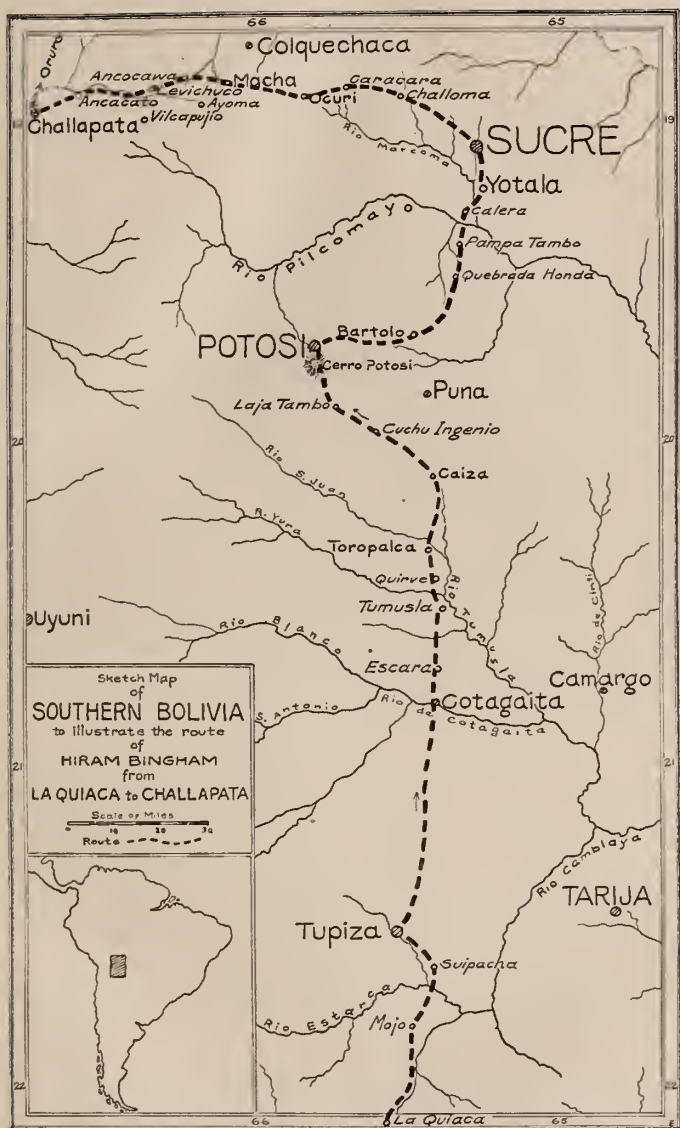 66
65
Oruro
Colquechaca
Ancocawa
Macha
Caracara
Levichuco
Challoma
Ancacato
Ayoma
Ocuri
19
Challapata
Vilcapujio
19
Rio Marcoma
SUCRE
Yotala
Calera
Rio Pilcomayo
Pampa Tambo
Quebrada Honda
Bartolo
POTOSI
Cerro Potosi
Puna
Laja Tambo
20
Cuchu Ingenio
20
Caiza
Rio S. Juan
R. Yura
Toropalca
Quirve
Rio Tumusla
Rio de Cinti
Tumusla
Uyuni
Rio Blanco
Escara
Camargo
S. Antonio
Rio de Cotagaita
Cotagaita
Sketch Map
of
SOUTHERN BOLIVIA
to illustrate the route
of
HIRAM BINGHAM
from
LA QUIACA to CHALLAPATA
Scale of Miles
0 10 20 30
Route
21
21
Rio Camblaya
TARIJA
Tupiza
Suipacha
Rio Estarca
Mojo
22
22
La Quiaca
66
65